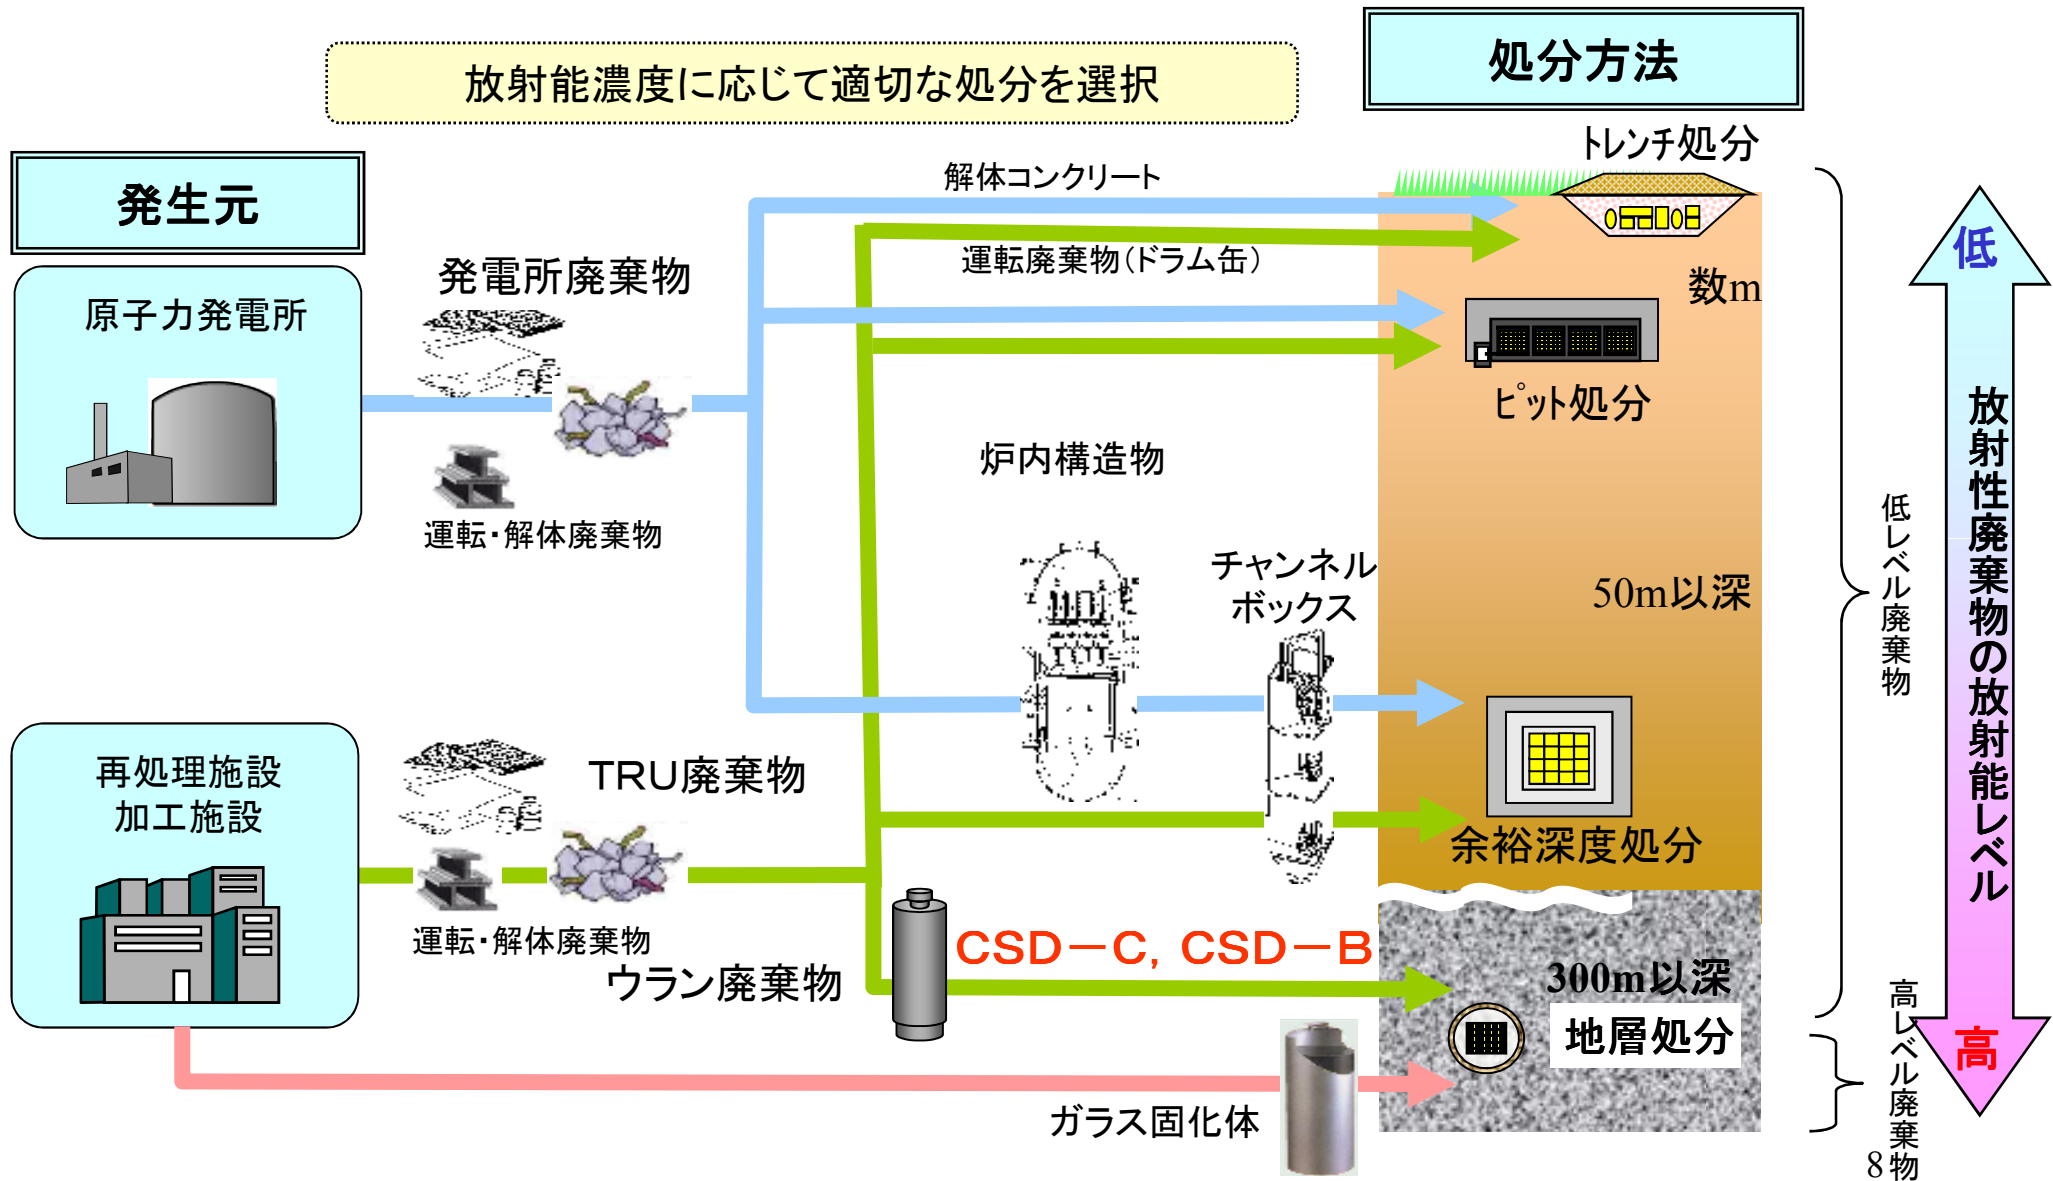 放射能濃度に応じて適切な処分を選択
処分方法
発生元
原子力発電所
発電所廃棄物
運転・解体廃棄物
解体コンクリート
運転廃棄物（ドラム缶）
トレンチ処分
数m
ピット処分
炉内構造物
チャンネル
ボックス
50m以深
余裕深度処分
再処理施設
加工施設
TRU廃棄物
運転・解体廃棄物
ウラン廃棄物
CSD－C，CSD－B
300m以深
地層処分
ガラス固化体
低レベル廃棄物
高レベル廃棄物
低
放射性廃棄物の放射能レベル
高
8